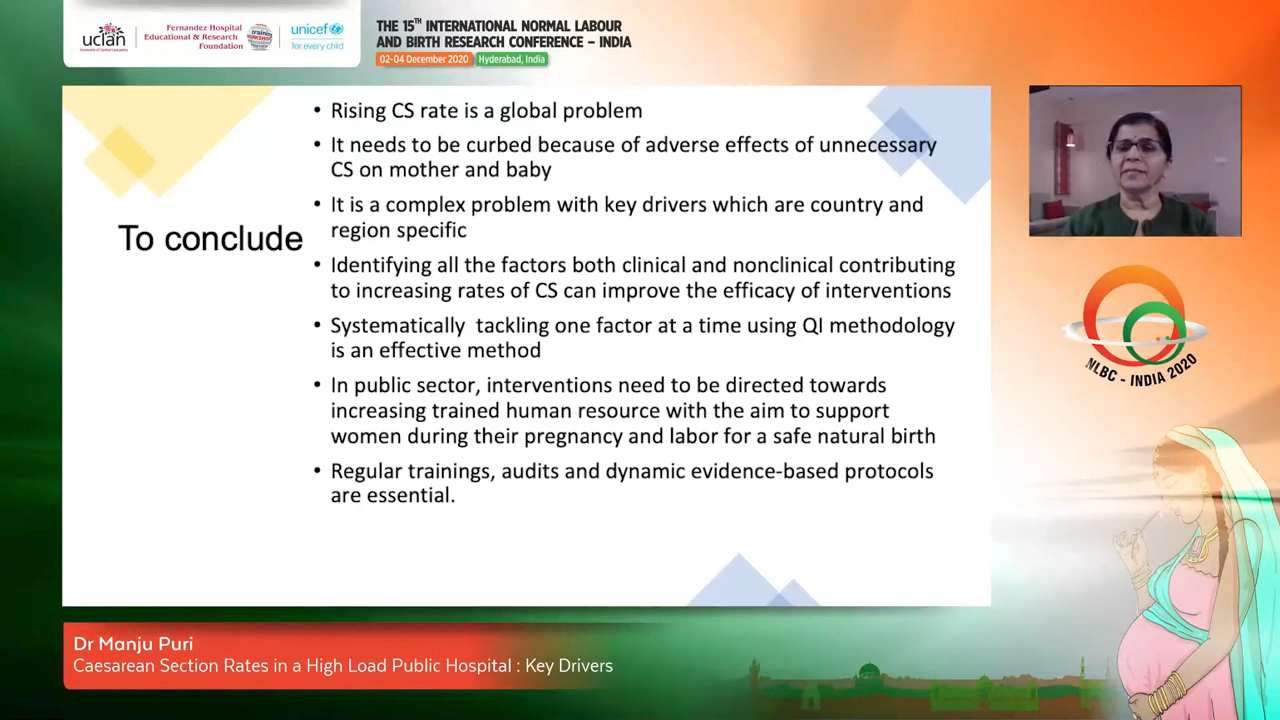 uclan
University of Central Lancashire
Fernandez Hospital
Educational & Research
Foundation
unicef
for every child
THE 15TH INTERNATIONAL NORMAL LABOUR
AND BIRTH RESEARCH CONFERENCE – INDIA
02-04 December 2020 Hyderabad, India
To conclude
• Rising CS rate is a global problem
• It needs to be curbed because of adverse effects of unnecessary
CS on mother and baby
• It is a complex problem with key drivers which are country and
region specific
• Identifying all the factors both clinical and nonclinical contributing
to increasing rates of CS can improve the efficacy of interventions
• Systematically tackling one factor at a time using QI methodology
is an effective method
• In public sector, interventions need to be directed towards
increasing trained human resource with the aim to support
women during their pregnancy and labor for a safe natural birth
• Regular trainings, audits and dynamic evidence-based protocols
are essential.
NLBC - INDIA 2020
Dr Manju Puri
Caesarean Section Rates in a High Load Public Hospital : Key Drivers